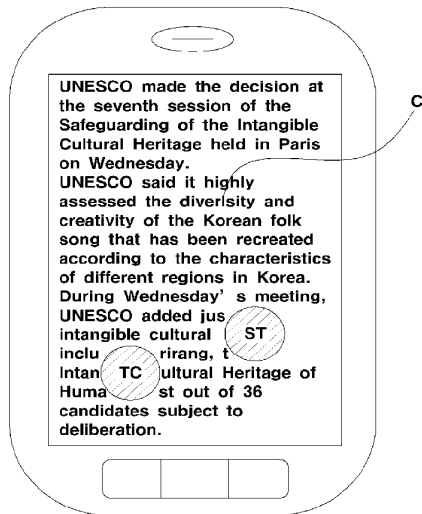 UNESCO made the decision at
the seventh session of the
Safeguarding of the Intangible
Cultural Heritage held in Paris
on Wednesday.
C
UNESCO said it highly
assessed the diverisity and
creativity of the Korean folk
song that has been recreated
according to the characteristics
of different regions in Korea.
During Wednesday' s meeting,
UNESCO added jus
intangible cultural ST
inclu rirang, t
Intan TC ultural Heritage of
Huma st out of 36
candidates subject to
deliberation.